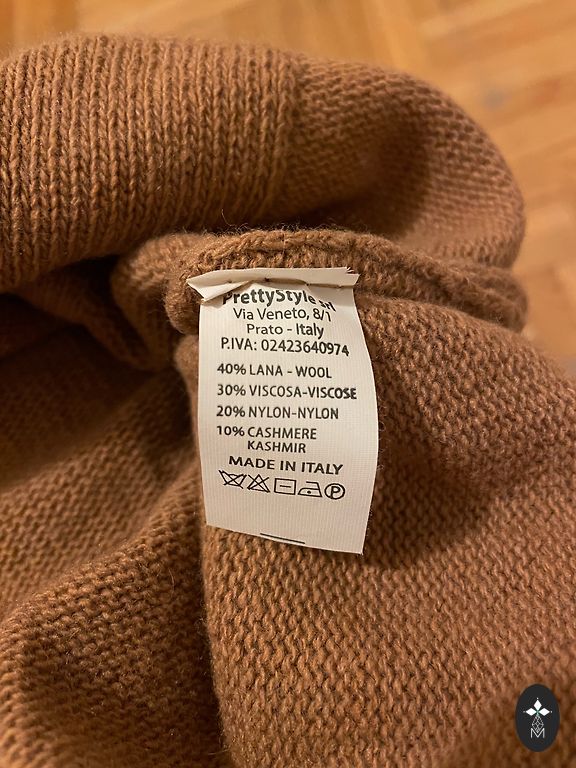 PrettyStyle
Via Veneto, 8/1
Prato - Italy
P.IVA: 02423640974
40% LANA - WOOL
30% VISCOSA-VISCOSE
20% NYLON-NYLON
10% CASHMERE
KASHMIR
MADE IN ITALY
P
M